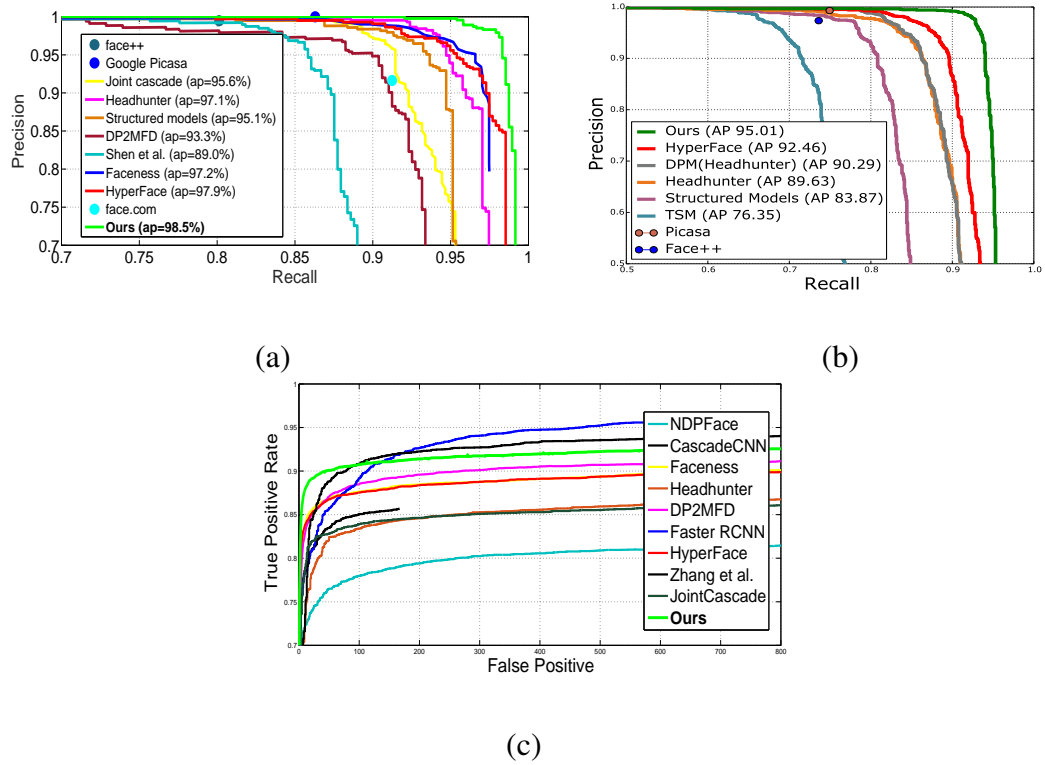 1
0.95
0.9
0.85
0.8
0.75
0.7
Precision
face++
Google Picasa
Joint cascade (ap=95.6%)
Headhunter (ap=97.1%)
Structured models (ap=95.1%)
DP2MFD (ap=93.3%)
Shen et al. (ap=89.0%)
Faceness (ap=97.2%)
HyperFace (ap=97.9%)
face.com
Ours (ap=98.5%)
0.7 0.75 0.8 0.85 0.9 0.95 1
Recall
(a)
1.0
0.9
0.8
0.7
0.6
0.5
Precision
Ours (AP 95.01)
HyperFace (AP 92.46)
DPM(Headhunter) (AP 90.29)
Headhunter (AP 89.63)
Structured Models (AP 83.87)
TSM (AP 76.35)
Picasa
Face++
0.5 0.6 0.7 0.8 0.9 1.0
Recall
(b)
1
0.95
0.9
0.85
0.8
0.75
0.7
True Positive Rate
NDPFace
CascadeCNN
Faceness
Headhunter
DP2MFD
Faster RCNN
HyperFace
Zhang et al.
JointCascade
Ours
0 100 200 300 400 500 600 700 800
False Positive
(c)